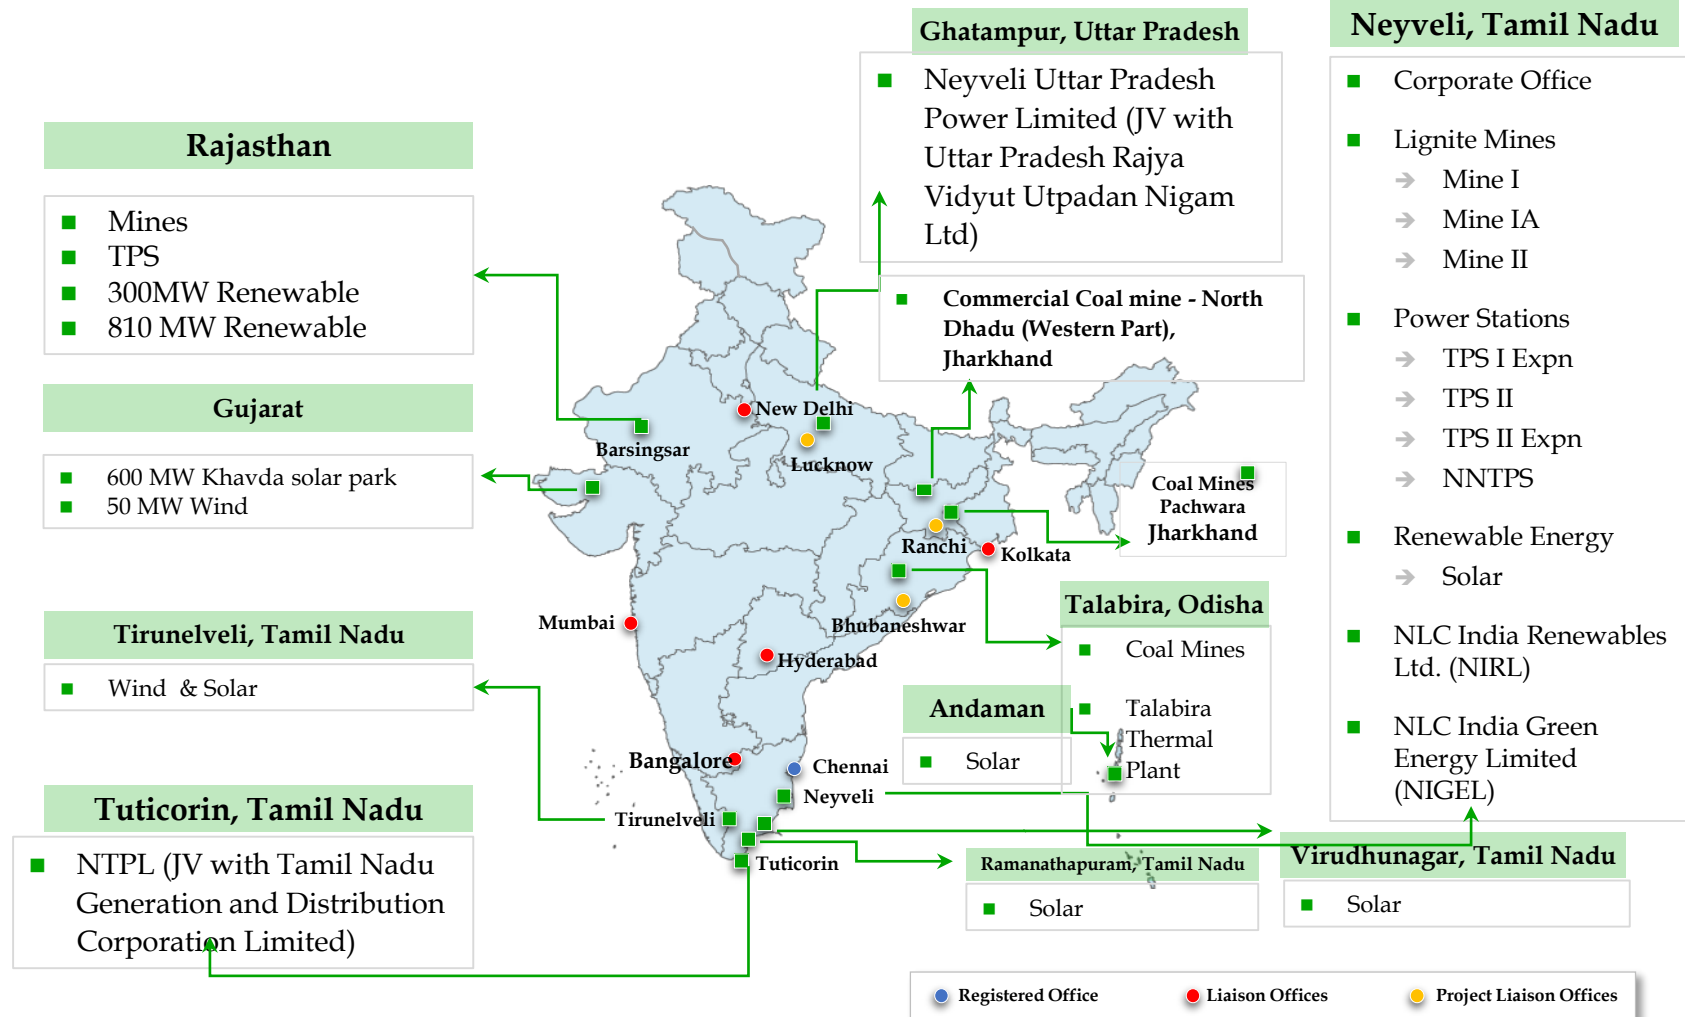 Ghatampur, Uttar Pradesh
Neyveli Uttar Pradesh
Power Limited (JV with
Uttar Pradesh Rajya
Vidyut Utpadan Nigam
Ltd)
Neyveli, Tamil Nadu
Corporate Office
Lignite Mines
Mine I
Mine IA
Mine II
Power Stations
TPS I Expn
TPS II
TPS II Expn
NNTPS
Renewable Energy
Solar
NLC India Renewables
Ltd. (NIRL)
NLC India Green
Energy Limited
(NIGEL)
Rajasthan
Mines
TPS
300MW Renewable
810 MW Renewable
Commercial Coal mine - North
Dhadu (Western Part),
Jharkhand
Gujarat
600 MW Khavda solar park
50 MW Wind
New Delhi
Barsingsar
Lucknow
Coal Mines
Pachwara
Jharkhand
Ranchi
Kolkata
Talabira, Odisha
Coal Mines
Talabira
Thermal
Plant
Tirunelveli, Tamil Nadu
Wind & Solar
Mumbai
Bhubaneshwar
Hyderabad
Andaman
Solar
Bangalore
Chennai
Neyveli
Tirunelveli
Tuticorin
Tuticorin, Tamil Nadu
NTPL (JV with Tamil Nadu
Generation and Distribution
Corporation Limited)
Ramanathapuram, Tamil Nadu
Solar
Virudhunagar, Tamil Nadu
Solar
Registered Office
Liaison Offices
Project Liaison Offices